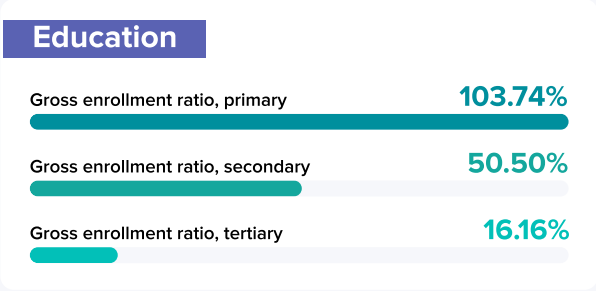 Education
Gross enrollment ratio, primary 103.74%
Gross enrollment ratio, secondary 50.50%
Gross enrollment ratio, tertiary 16.16%